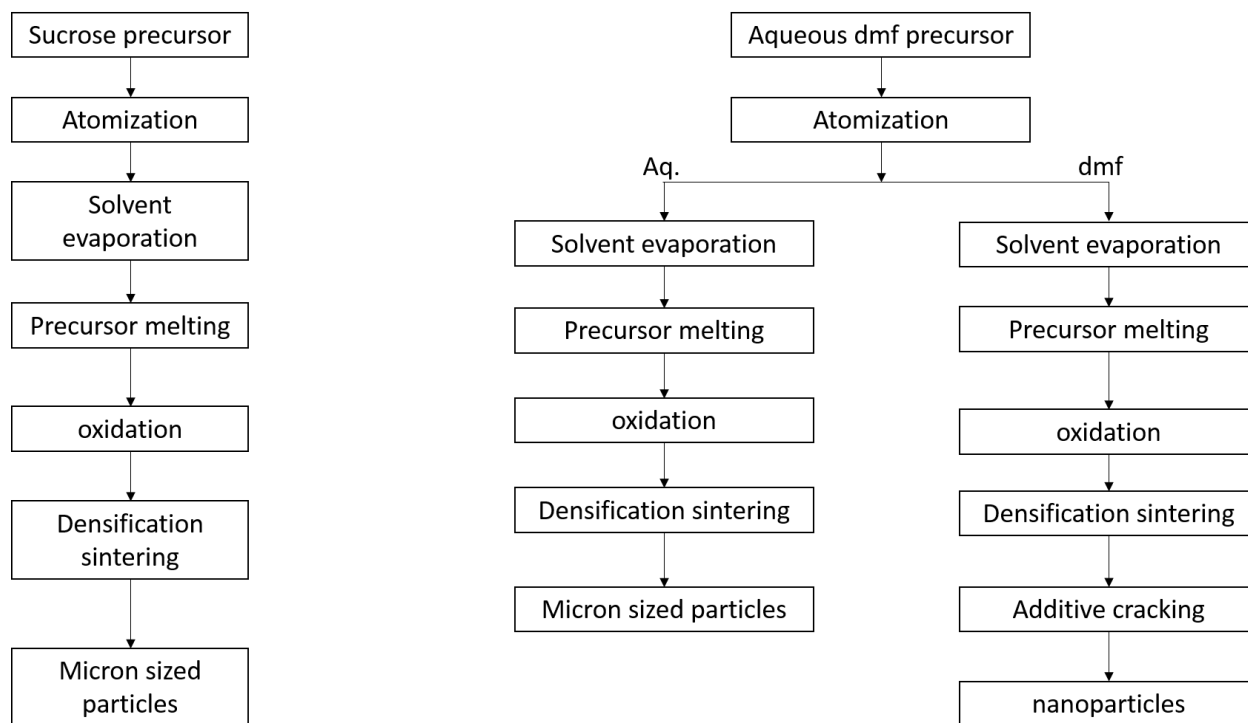 Sucrose precursor
Atomization
Solvent
evaporation
Precursor melting
oxidation
Densification
sintering
Micron sized
particles
Aqueous dmf precursor
Atomization
Aq.
dmf
Solvent evaporation
Precursor melting
oxidation
Densification sintering
Micron sized particles
Solvent evaporation
Precursor melting
oxidation
Densification sintering
Additive cracking
nanoparticles